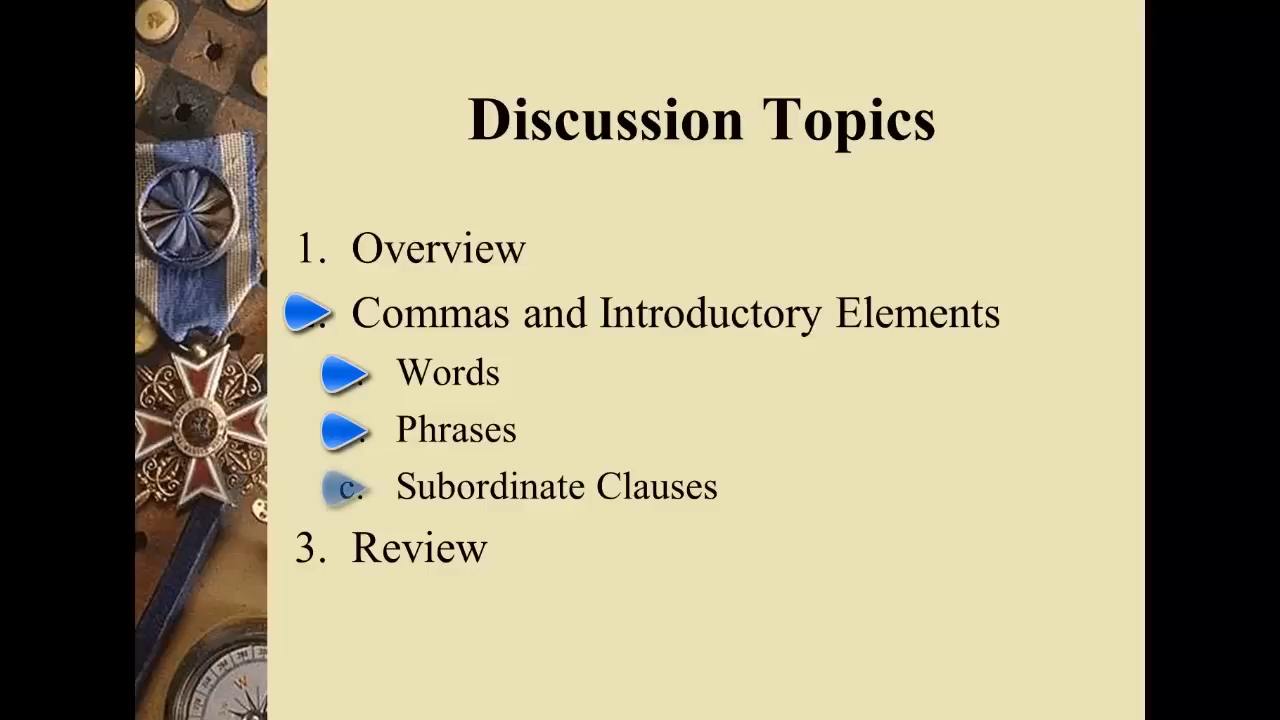 Discussion Topics
1. Overview
Commas and Introductory Elements
Words
Phrases
c. Subordinate Clauses
3. Review